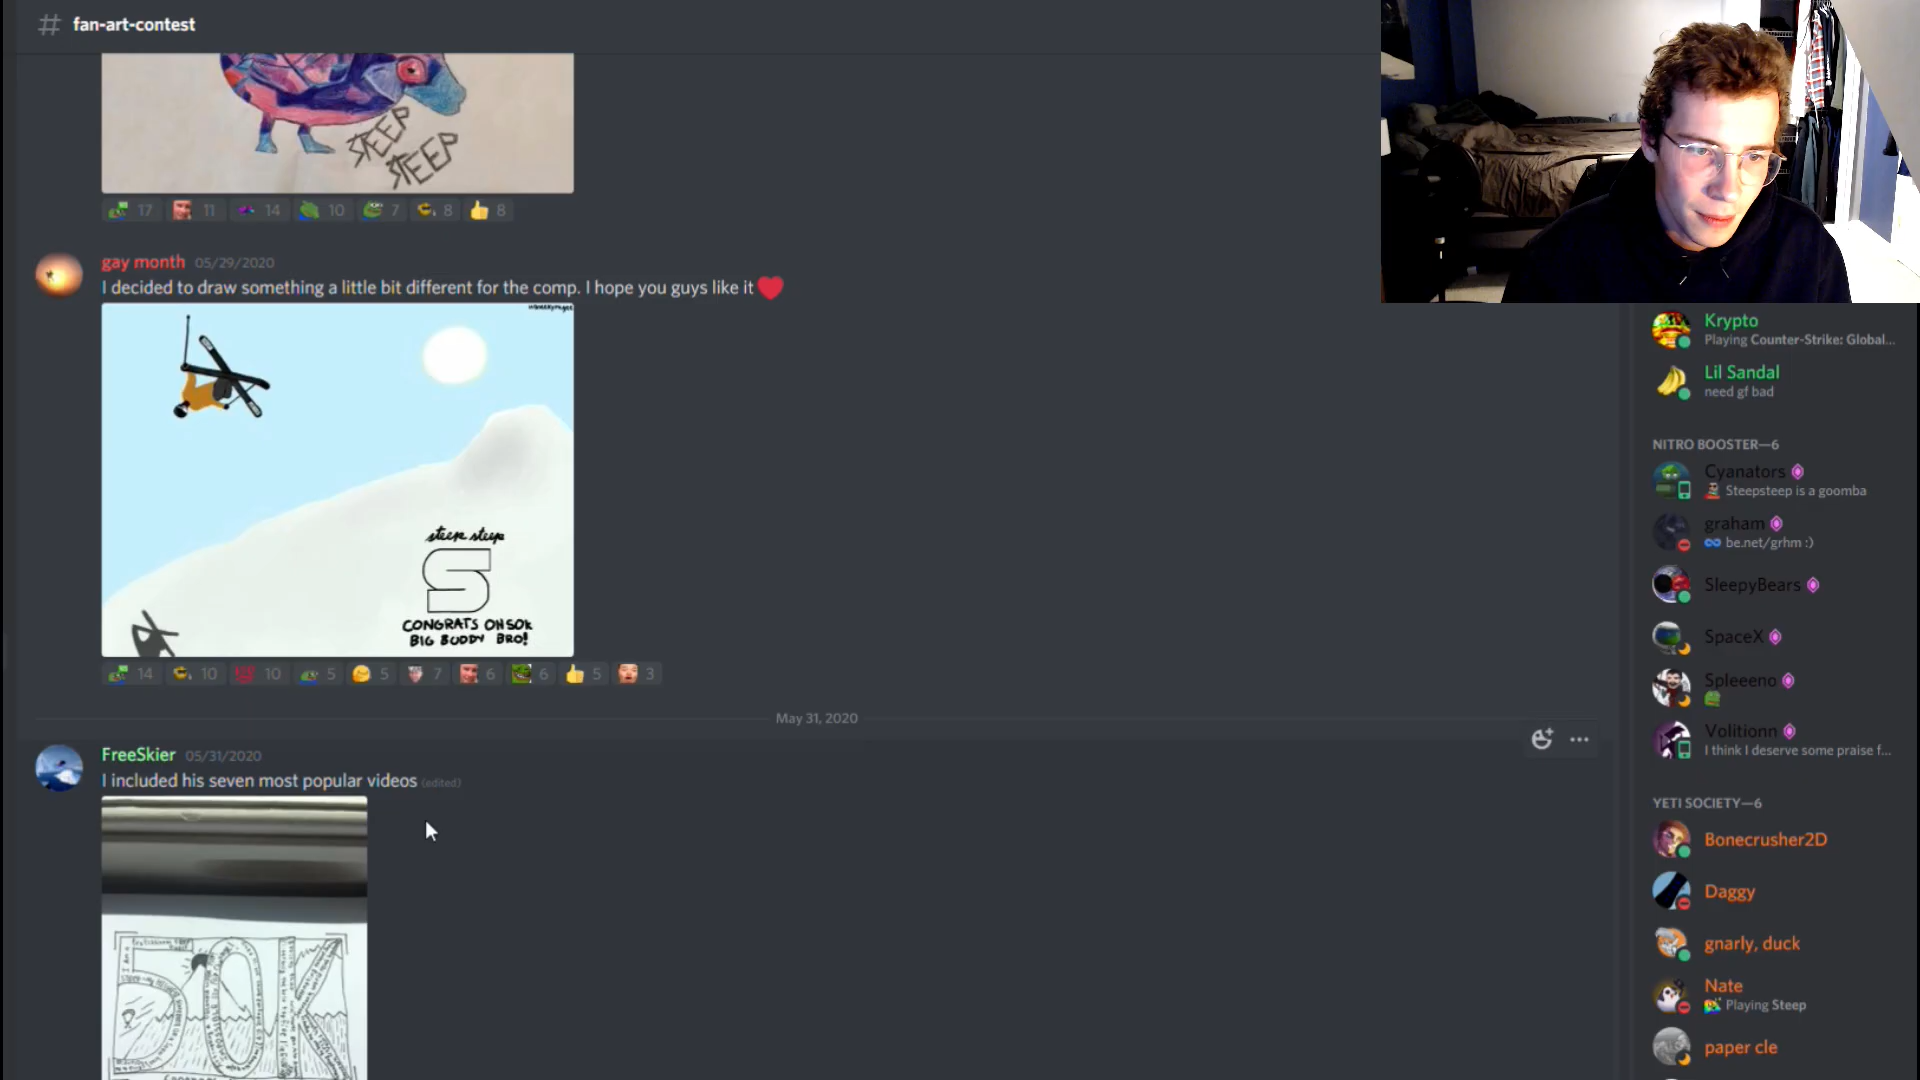 fan-art-contest
STEEP
STEEP
17 11 14 10 7 8 8
gay month 05/29/2020
I decided to draw something a little bit different for the comp. I hope you guys like it
steep steep
S
CONGRATS ON 50K
BIG BUDDY BRO!
14 10 10 5 5 7 6 6 5 3
May 31, 2020
FreeSkier 05/31/2020
I included his seven most popular videos (edited)
50K
Krypto
Playing Counter-Strike: Global...
Lil Sandal
need gf bad
NITRO BOOSTER—6
Cyanators
Steepsteep is a goomba
graham
be.net/grhm :)
SleepyBears
SpaceX
Spleeeno
Volitionn
I think I deserve some praise f...
YETI SOCIETY—6
Bonecrusher2D
Daggy
gnarly, duck
Nate
Playing Steep
paper cle